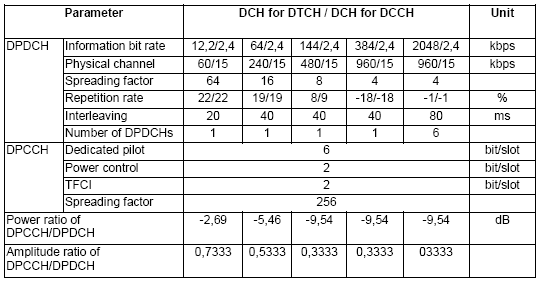 Parameter DCH for DTCH / DCH for DCCH Unit
DPDCH Information bit rate 12,2/2,4 64/2,4 144/2,4 384/2,4 2048/2,4 kbps
Physical channel 60/15 240/15 480/15 960/15 960/15 kbps
Spreading factor 64 16 8 4 4
Repetition rate 22/22 19/19 8/9 -18/-18 -1/-1 %
Interleaving 20 40 40 40 80 ms
Number of DPDCHs 1 1 1 1 6
DPCCH Dedicated pilot 6 bit/slot
Power control 2 bit/slot
TFCI 2 bit/slot
Spreading factor 256
Power ratio of -2,69 -5,46 -9,54 -9,54 -9,54 dB
DPCCH/DPDCH
Amplitude ratio of 0,7333 0,5333 0,3333 0,3333 03333
DPCCH/DPDCH